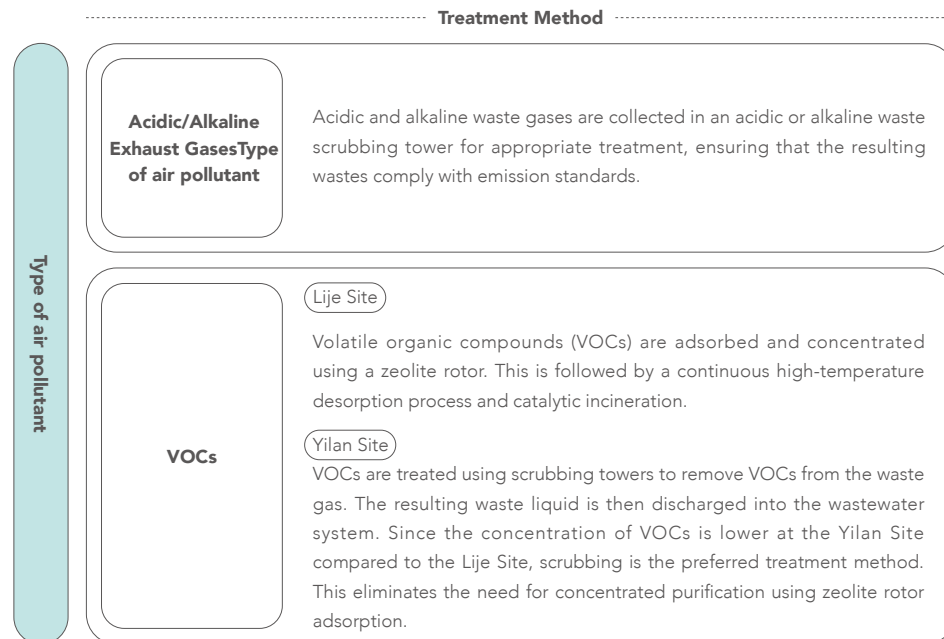 Treatment Method
Type of air pollutant
Acidic/Alkaline
Exhaust GasesType
of air pollutant
Acidic and alkaline waste gases are collected in an acidic or alkaline waste
scrubbing tower for appropriate treatment, ensuring that the resulting
wastes comply with emission standards.
VOCs
Lije Site
Volatile organic compounds (VOCs) are adsorbed and concentrated
using a zeolite rotor. This is followed by a continuous high-temperature
desorption process and catalytic incineration.
Yilan Site
VOCs are treated using scrubbing towers to remove VOCs from the waste
gas. The resulting waste liquid is then discharged into the wastewater
system. Since the concentration of VOCs is lower at the Yilan Site
compared to the Lije Site, scrubbing is the preferred treatment method.
This eliminates the need for concentrated purification using zeolite rotor
adsorption.